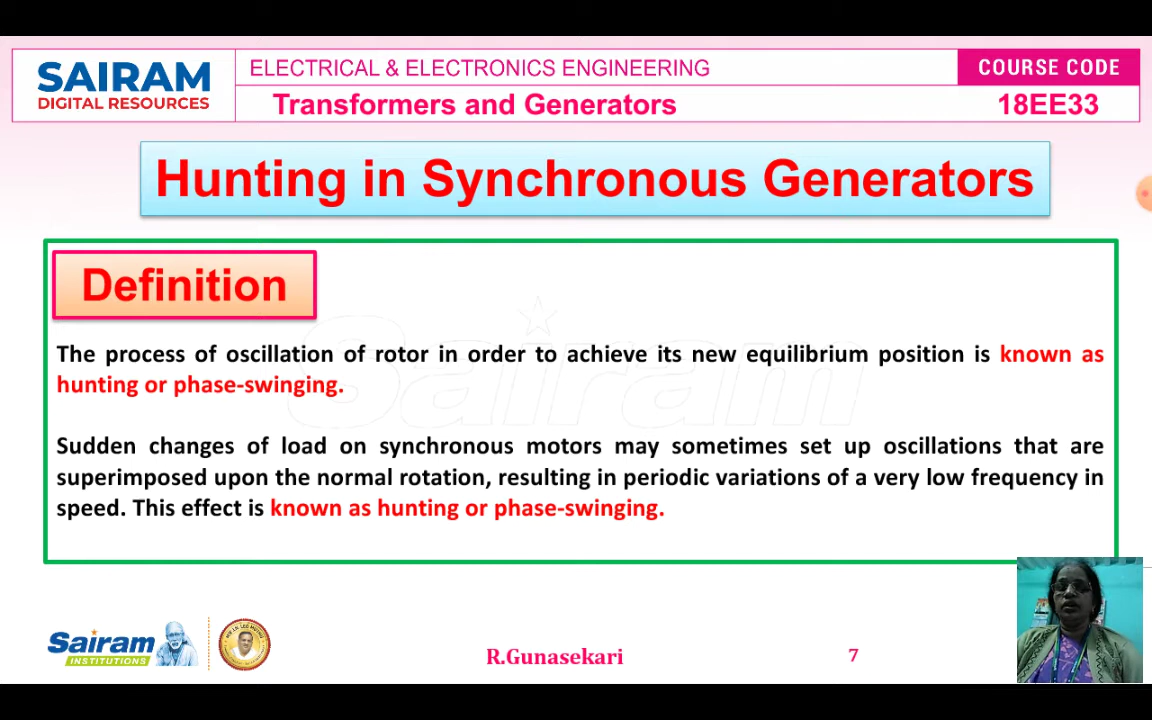 SAIRAM
DIGITAL RESOURCES
ELECTRICAL & ELECTRONICS ENGINEERING
COURSE CODE
Transformers and Generators
18EE33
Hunting in Synchronous Generators
Definition
The process of oscillation of rotor in order to achieve its new equilibrium position is known as
hunting or phase-swinging.
Sairam
Sudden changes of load on synchronous motors may sometimes set up oscillations that are
superimposed upon the normal rotation, resulting in periodic variations of a very low frequency in
speed. This effect is known as hunting or phase-swinging.
Sairam
INSTITUTIONS
R.Gunasekari
7